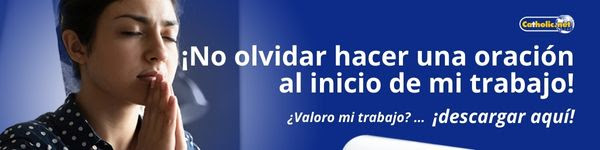 Catholic.net
¡No olvidar hacer una oración
al inicio de mi trabajo!
¿Valoro mi trabajo? ... ¡descargar aquí!